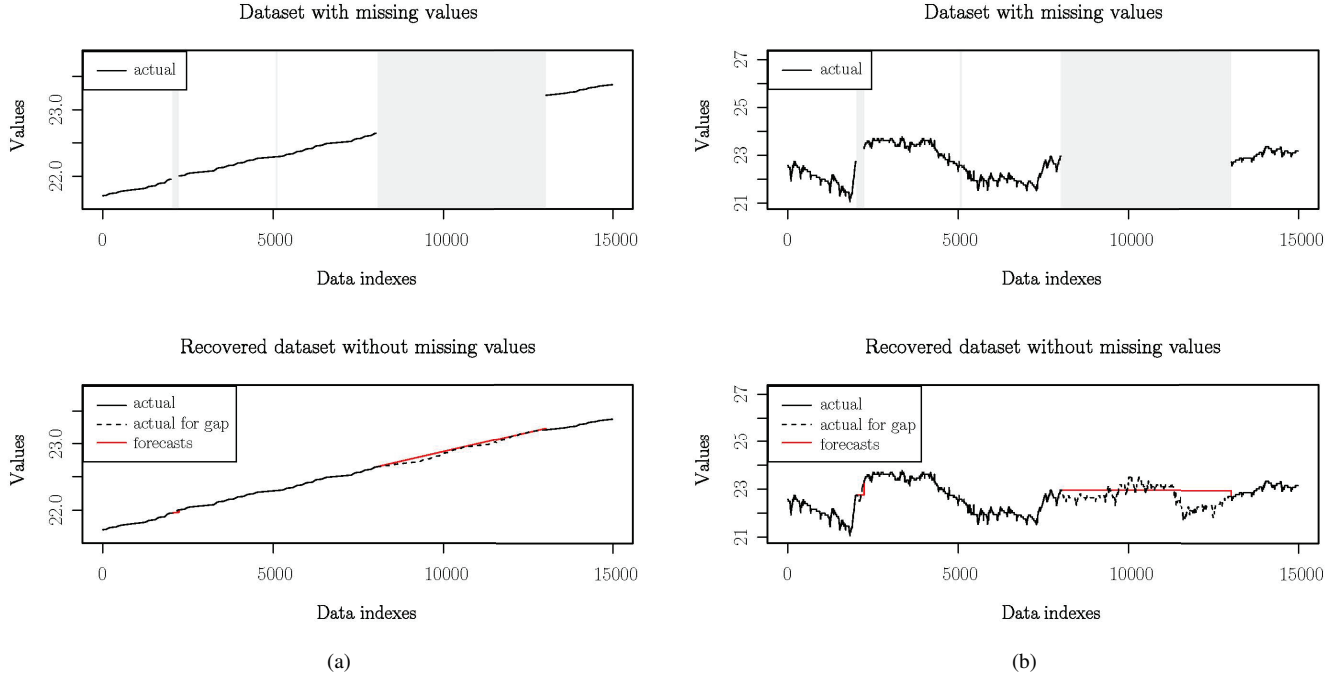 Dataset with missing values
actual
Values
22.0
23.0
0
5000
10000
15000
Data indexes
Recovered dataset without missing values
actual
actual for gap
forecasts
Values
22.0
23.0
0
5000
10000
15000
Data indexes
(a)
Dataset with missing values
actual
Values
21
23
25
27
0
5000
10000
15000
Data indexes
Recovered dataset without missing values
actual
actual for gap
forecasts
Values
21
23
25
27
0
5000
10000
15000
Data indexes
(b)